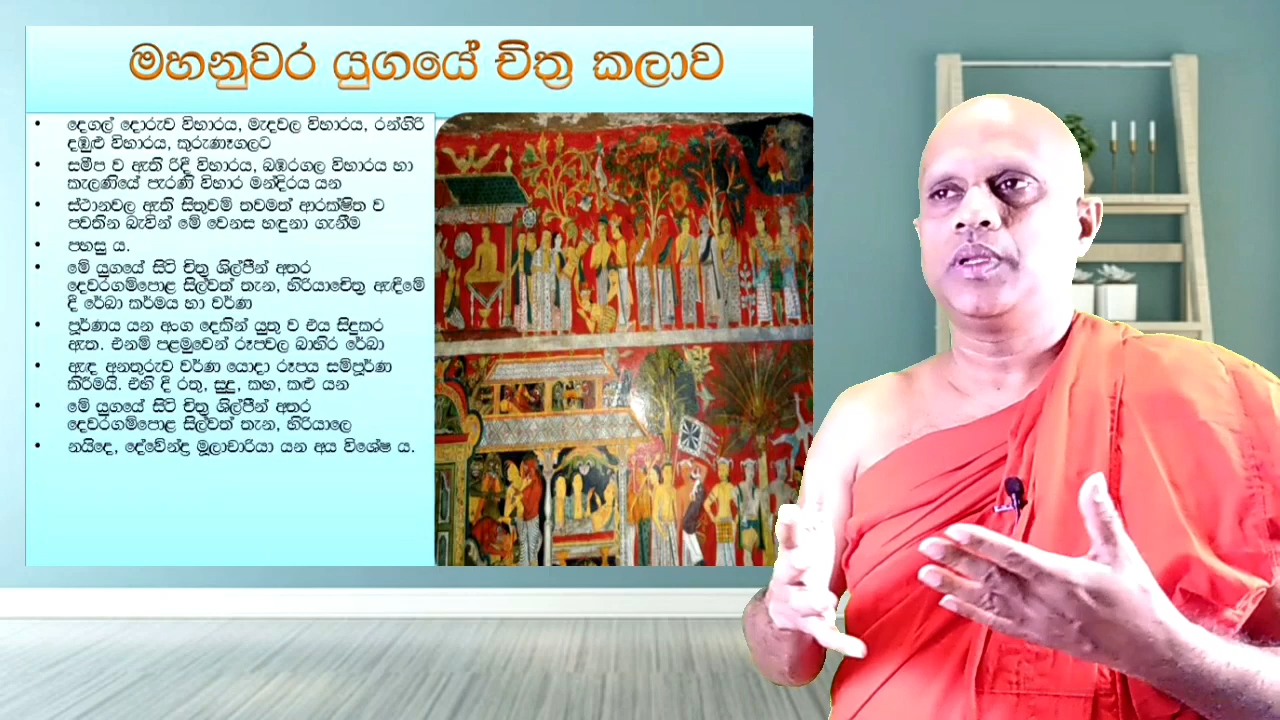 මහනුවර යුගයේ චිත්‍ර කලාව
• දෙගල් දොරුව විහාරය, මැදවල විහාරය, රන්ගිරි
දඹුළු විහාරය, කුරුණෑගලට
• සමීප ව ඇති රිදී විහාරය, බඹරගල විහාරය හා
කැලණියේ පැරණි විහාර මන්දිරය යන
• ස්ථානවල ඇති සිතුවම් තවමත් ආරක්ෂිත ව
පවතින බැවින් මේ වෙනස හඳුනා ගැනීම
• පහසු ය.
• මේ යුගයේ සිටි චිත්‍ර ශිල්පීන් අතර
දෙවරගම්පොළ සිල්වත් තැන, හිරියාචෙත්‍ර ඇඳිමේ
දී රේඛා කර්මය හා වර්ණ
• පූර්ණය යන අංග දෙකින් යුතු ව එය සිදුකර
ඇත. එනම් පළමුවෙන් රූපවල බාහිර රේඛා
• ඇඳ අනතුරුව වර්ණ යොදා රූපය සම්පූර්ණ
කිරීමයි. එහි දී රතු, සුදු, කහ, කළු යන
• මේ යුගයේ සිටි චිත්‍ර ශිල්පීන් අතර
දෙවරගම්පොළ සිල්වත් තැන, හිරියාලෙ
• නයිදෙ, දේවේන්ද්‍ර මූලාචාරියා යන අය විශේෂ ය.